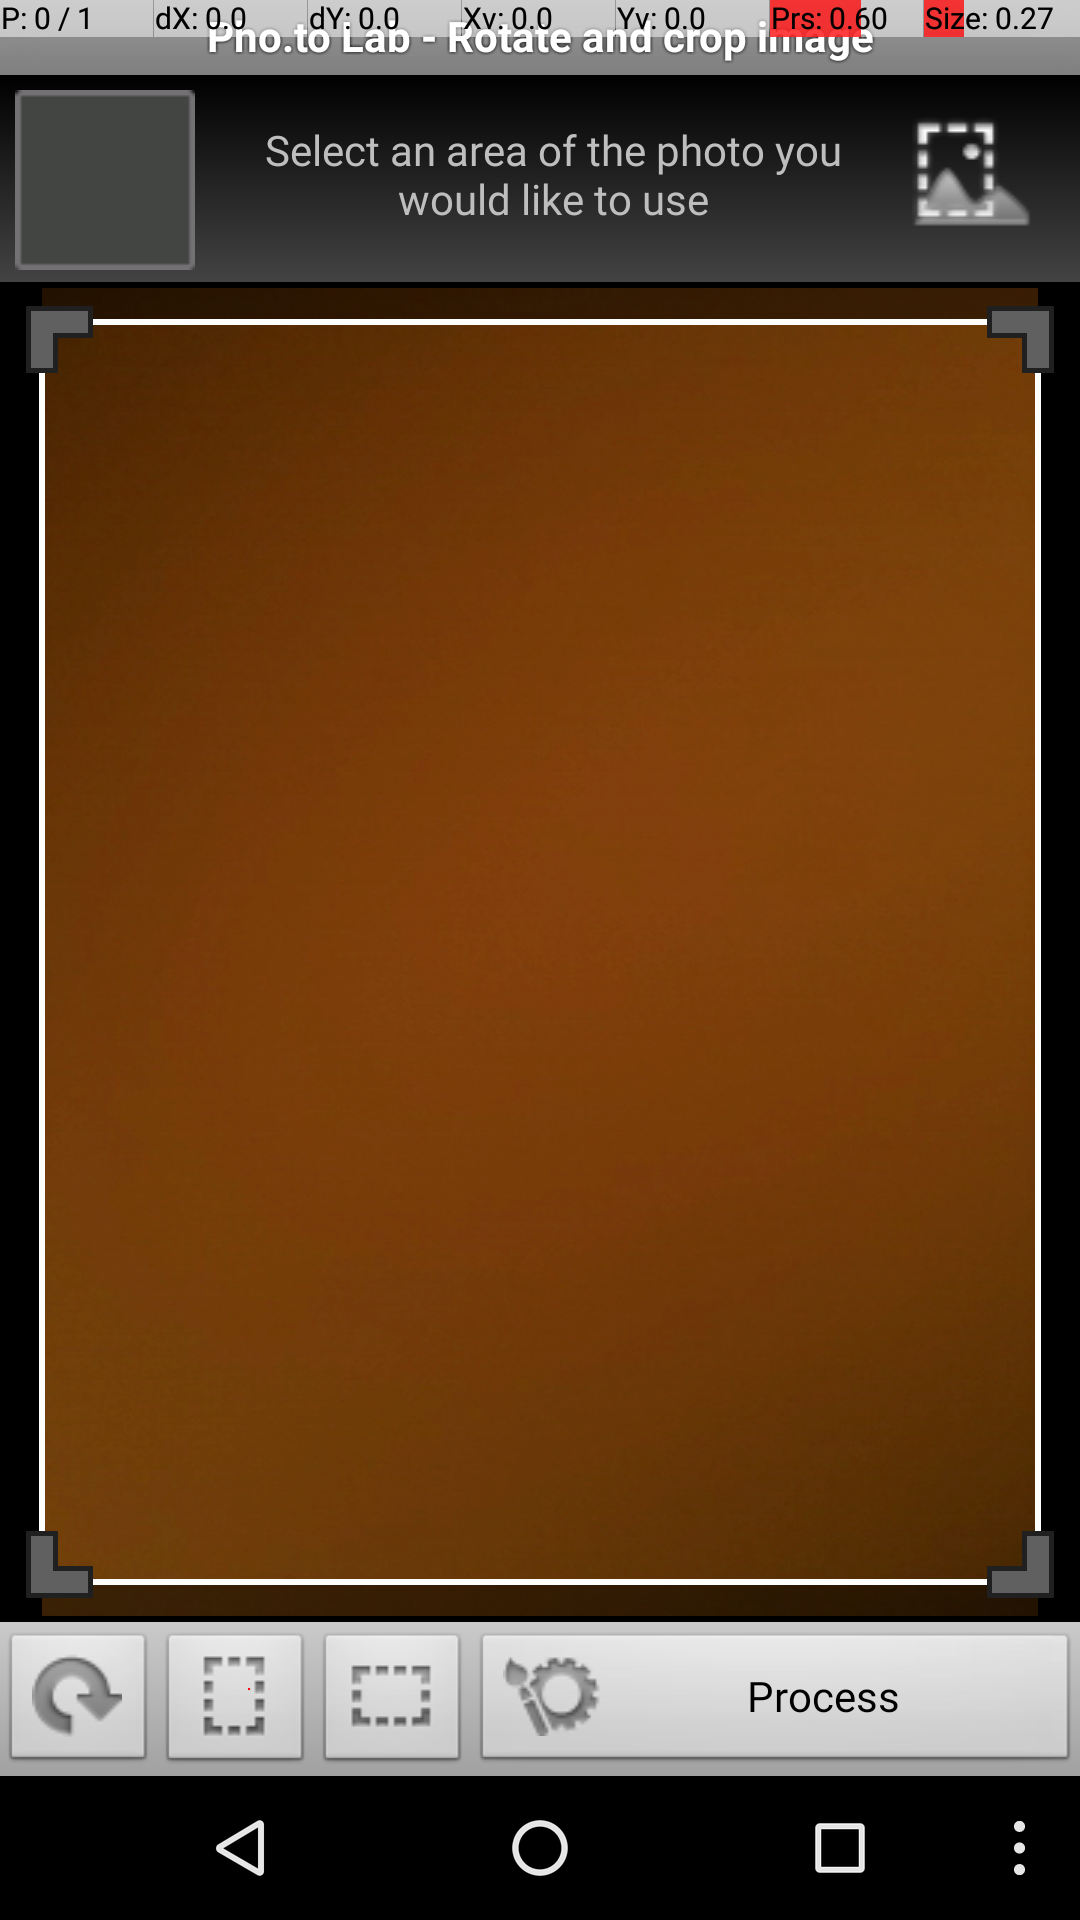 P: 0 / 1 dX: 0.0 dY: 0.0 Xv: 0.0 Yv: 0.0 Prs: 0.60 Size: 0.27
Pho.to Lab - Rotate and crop image
Select an area of the photo you
would like to use
Process